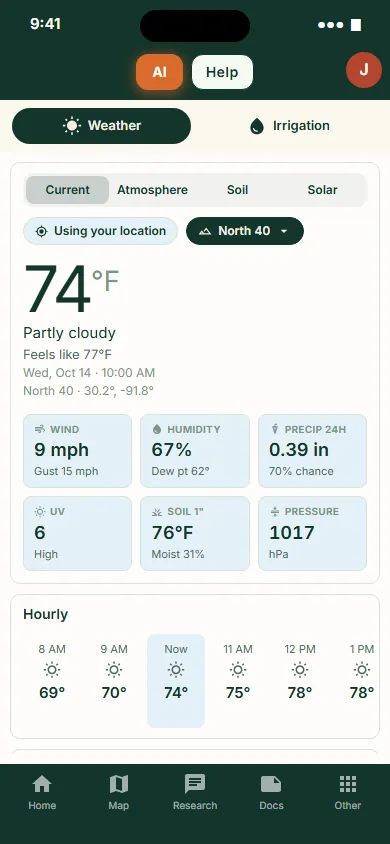 9:41
AI Help J
Weather Irrigation
Current Atmosphere Soil Solar
Using your location North 40
74°F
Partly cloudy
Feels like 77°F
Wed, Oct 14 · 10:00 AM
North 40 · 30.2°, -91.8°
WIND HUMIDITY PRECIP 24H
9 mph 67% 0.39 in
Gust 15 mph Dew pt 62° 70% chance
UV SOIL 1" PRESSURE
6 76°F 1017
High Moist 31% hPa
Hourly
8 AM 9 AM Now 11 AM 12 PM 1 PM
69° 70° 74° 75° 78° 78°
Home Map Research Docs Other